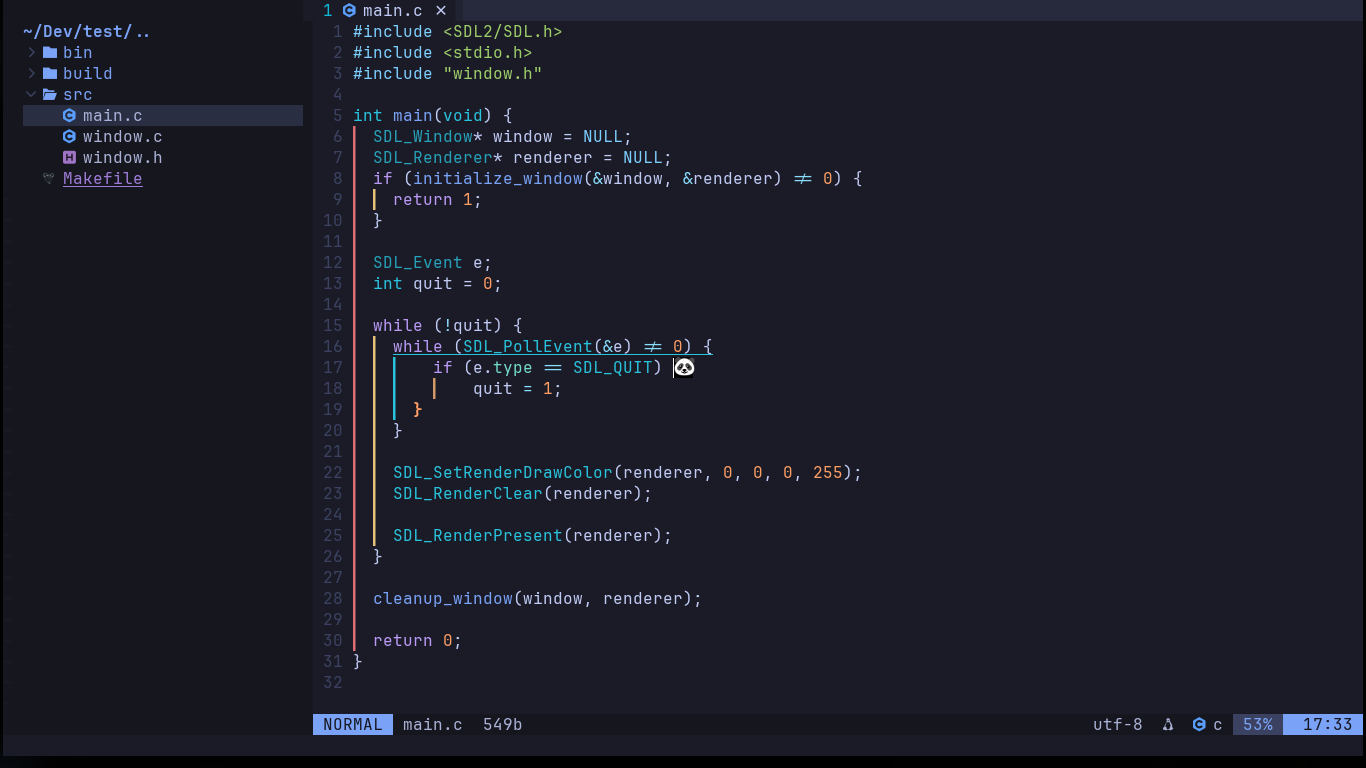 ~/Dev/test/..
bin
build
src
main.c
window.c
window.h
Makefile
1 main.c ✕
1 #include <SDL2/SDL.h>
2 #include <stdio.h>
3 #include "window.h"
4
5 int main(void) {
6   SDL_Window* window = NULL;
7   SDL_Renderer* renderer = NULL;
8   if (initialize_window(&window, &renderer) != 0) {
9     return 1;
10   }
11
12   SDL_Event e;
13   int quit = 0;
14
15   while (!quit) {
16     while (SDL_PollEvent(&e) != 0) {
17         if (e.type == SDL_QUIT) 🐼
18             quit = 1;
19       }
20     }
21
22     SDL_SetRenderDrawColor(renderer, 0, 0, 0, 255);
23     SDL_RenderClear(renderer);
24
25     SDL_RenderPresent(renderer);
26   }
27
28   cleanup_window(window, renderer);
29
30   return 0;
31 }
32
NORMAL main.c 549b utf-8 c 53% 17:33